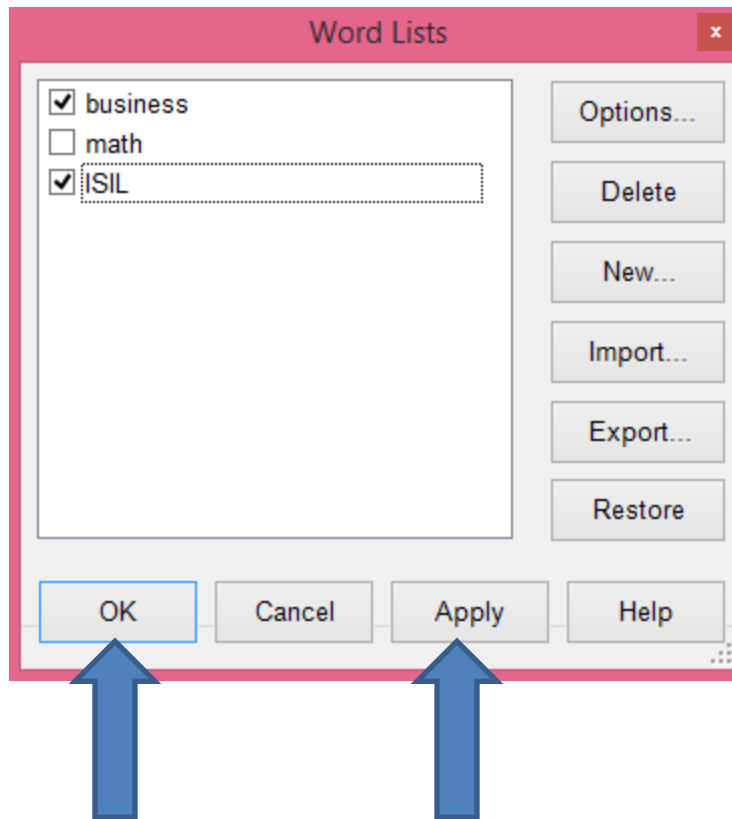 Word Lists
x
business
math
ISIL
Options...
Delete
New...
Import...
Export...
Restore
OK Cancel Apply Help